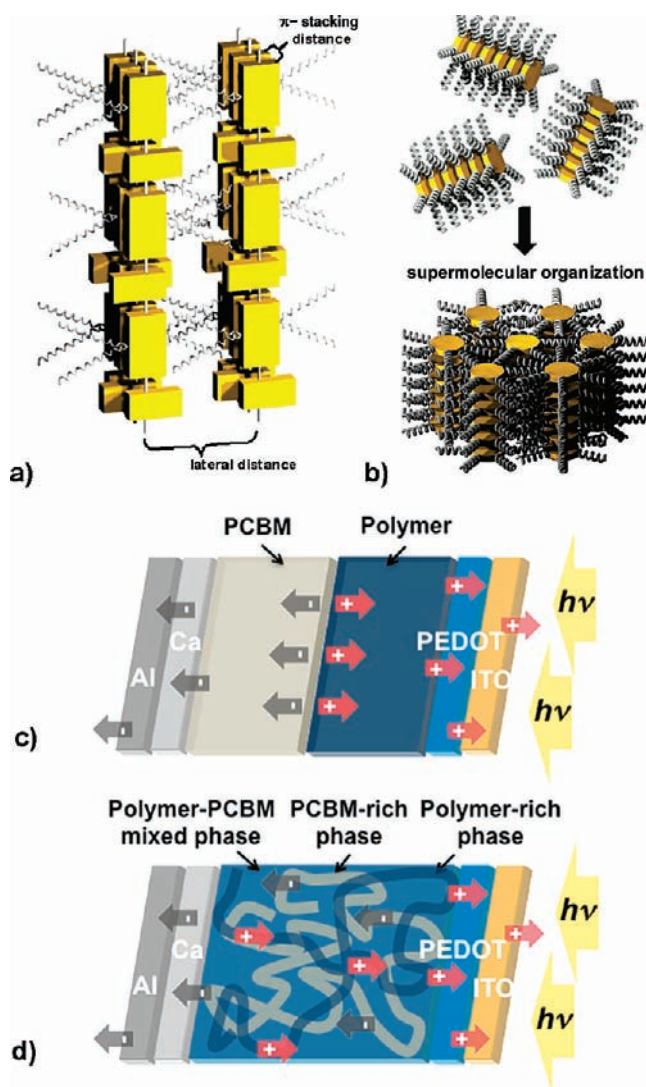 π- stacking
distance
lateral distance
a)
supermolecular organization
b)
PCBM
Polymer
hν
Ca
PEDOT
Al
ITO
hν
c)
Polymer-PCBM
mixed phase
PCBM-rich
phase
Polymer-rich
phase
hν
Ca
PEDOT
Al
ITO
hν
d)